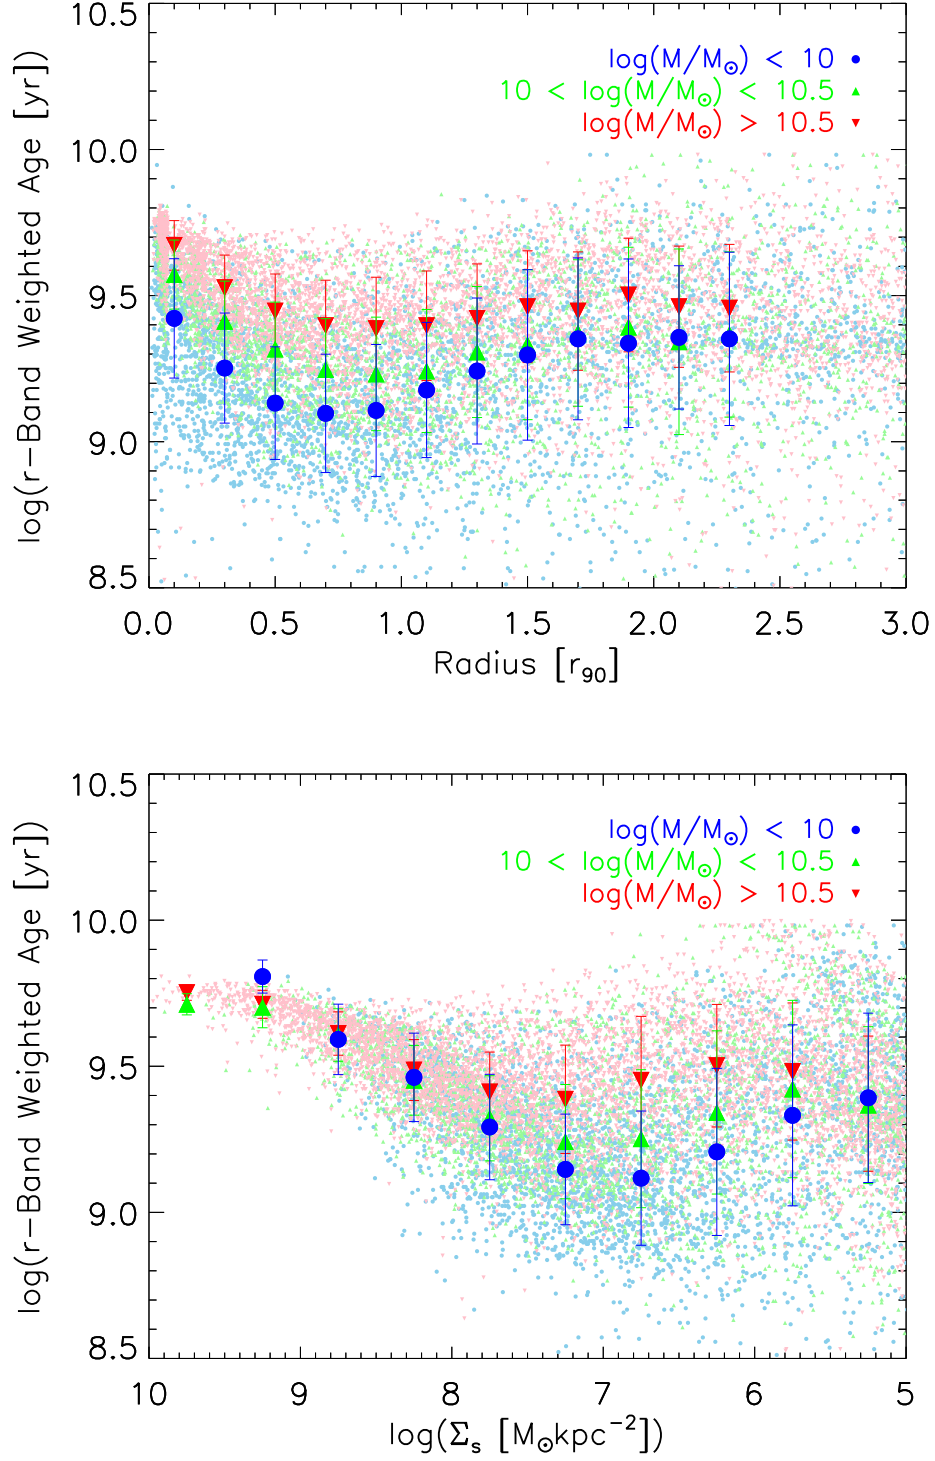 10.5
log(M/M⊙) < 10
10 < log(M/M⊙) < 10.5
log(M/M⊙) > 10.5
10.0
9.5
9.0
8.5
log(r-Band Weighted Age [yr])
0.0 0.5 1.0 1.5 2.0 2.5 3.0
Radius [r90]
10.5
log(M/M⊙) < 10
10 < log(M/M⊙) < 10.5
log(M/M⊙) > 10.5
10.0
9.5
9.0
8.5
log(r-Band Weighted Age [yr])
10 9 8 7 6 5
log(Σs [M⊙kpc⁻²])